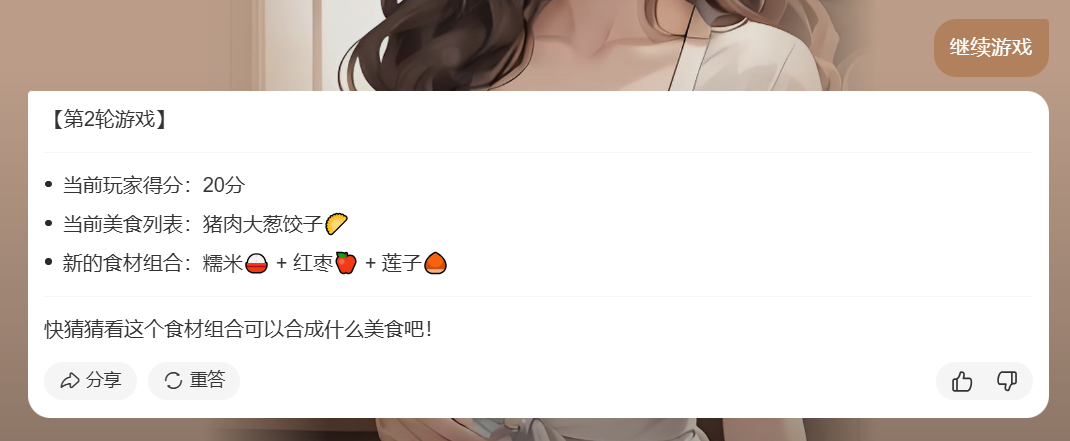 继续游戏
【第2轮游戏】
当前玩家得分：20分
当前美食列表：猪肉大葱饺子🥟
新的食材组合：糯米🍚 + 红枣🍎 + 莲子🌰
快猜猜看这个食材组合可以合成什么美食吧！
分享 重答